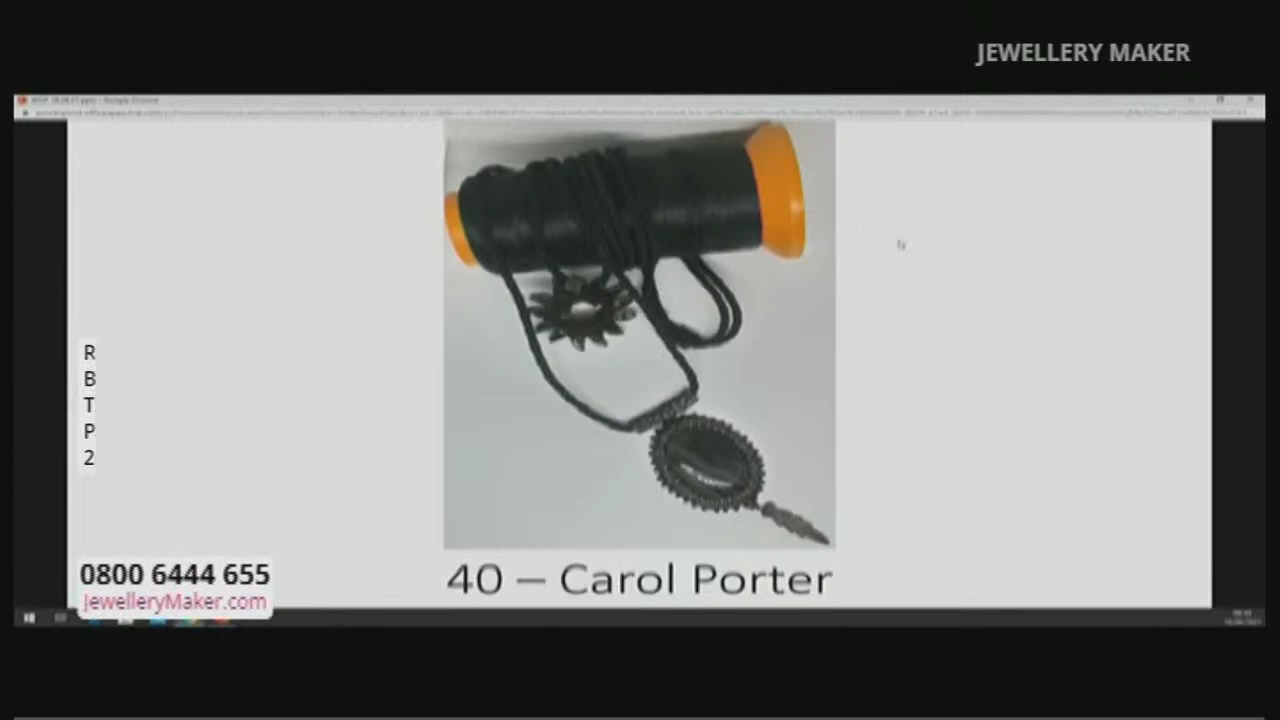 JEWELLERY MAKER
R
B
T
P
2
40 – Carol Porter
0800 6444 655
JewelleryMaker.com